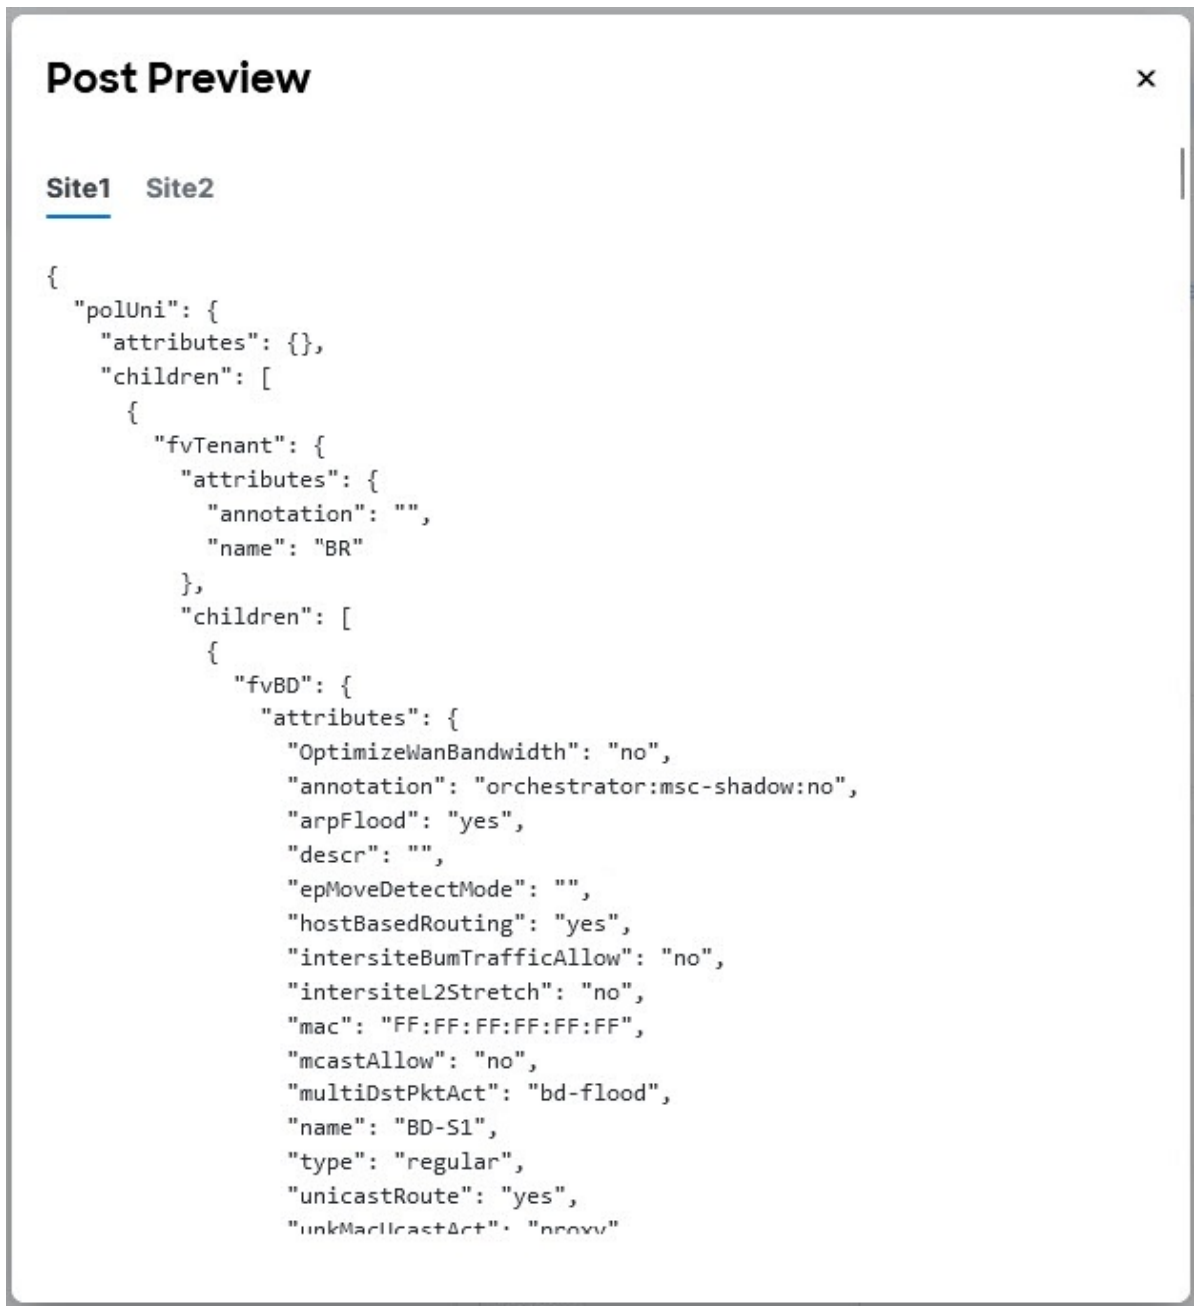 Post Preview ×
Site1 Site2
{
"polUni": {
"attributes": {},
"children": [
{
"fvTenant": {
"attributes": {
"annotation": "",
"name": "BR"
},
"children": [
{
"fvBD": {
"attributes": {
"OptimizeWanBandwidth": "no",
"annotation": "orchestrator:msc-shadow:no",
"arpFlood": "yes",
"descr": "",
"epMoveDetectMode": "",
"hostBasedRouting": "yes",
"intersiteBumTrafficAllow": "no",
"intersiteL2Stretch": "no",
"mac": "FF:FF:FF:FF:FF:FF",
"mcastAllow": "no",
"multiDstPktAct": "bd-flood",
"name": "BD-S1",
"type": "regular",
"unicastRoute": "yes",
"unkMacUcastAct": "proxy"